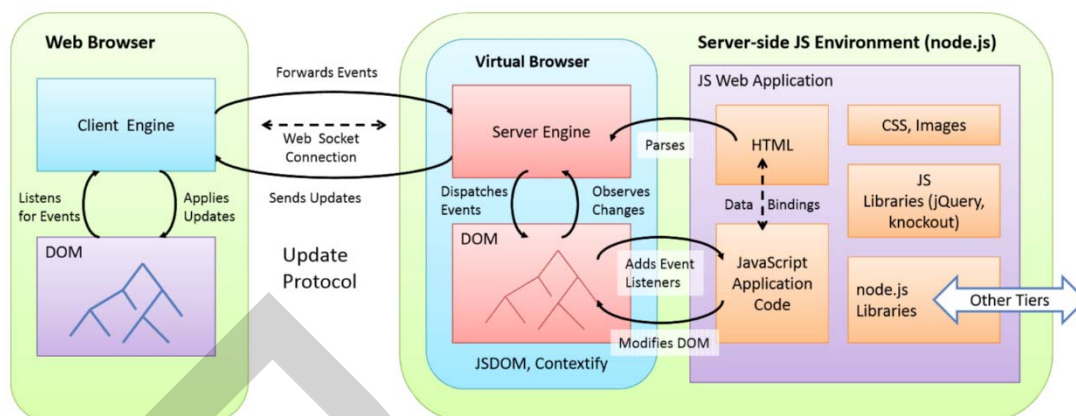 Web Browser
Client Engine
Listens
for Events
Applies
Updates
DOM
Forwards Events
Web Socket
Connection
Sends Updates
Update
Protocol
Server-side JS Environment (node.js)
Virtual Browser
Server Engine
Dispatches
Events
Observes
Changes
DOM
JSDOM, Contextify
Parses
Adds Event
Listeners
Modifies DOM
JS Web Application
HTML
Data Bindings
JavaScript
Application
Code
CSS, Images
JS
Libraries (jQuery,
knockout)
node.js
Libraries
Other Tiers